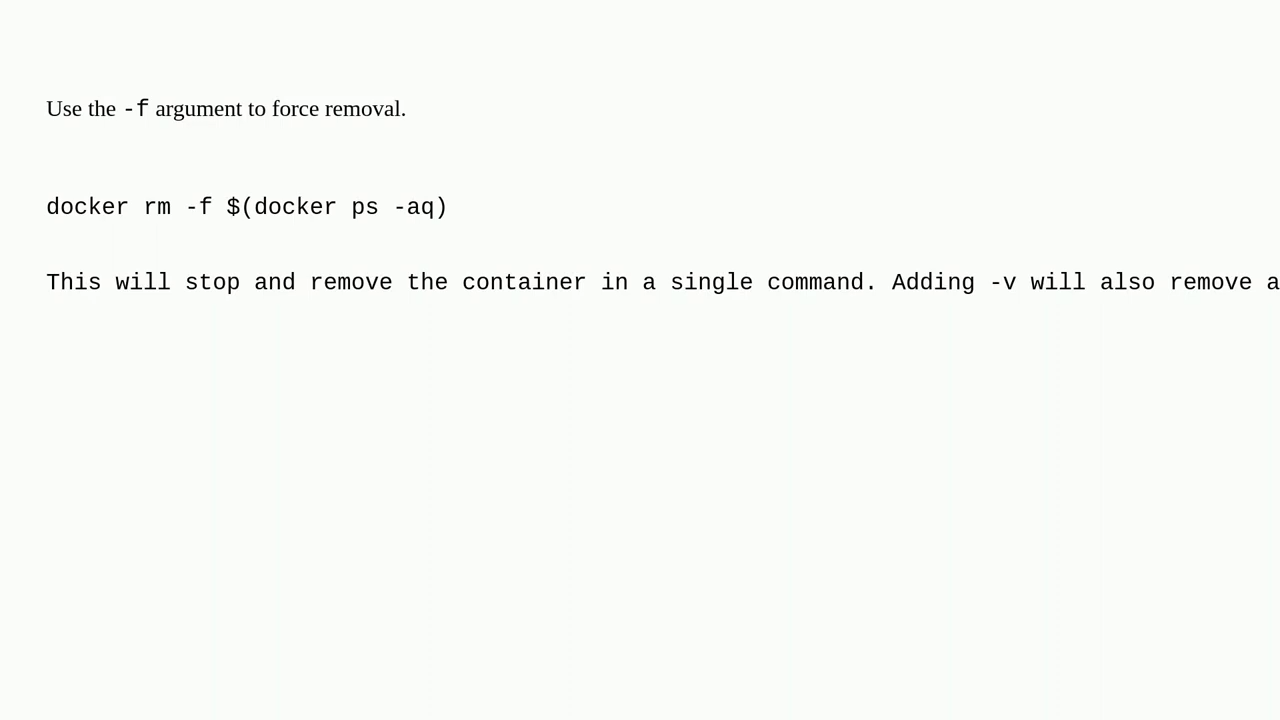 Use the -f argument to force removal.
docker rm -f $(docker ps -aq)
This will stop and remove the container in a single command. Adding -v will also remove a